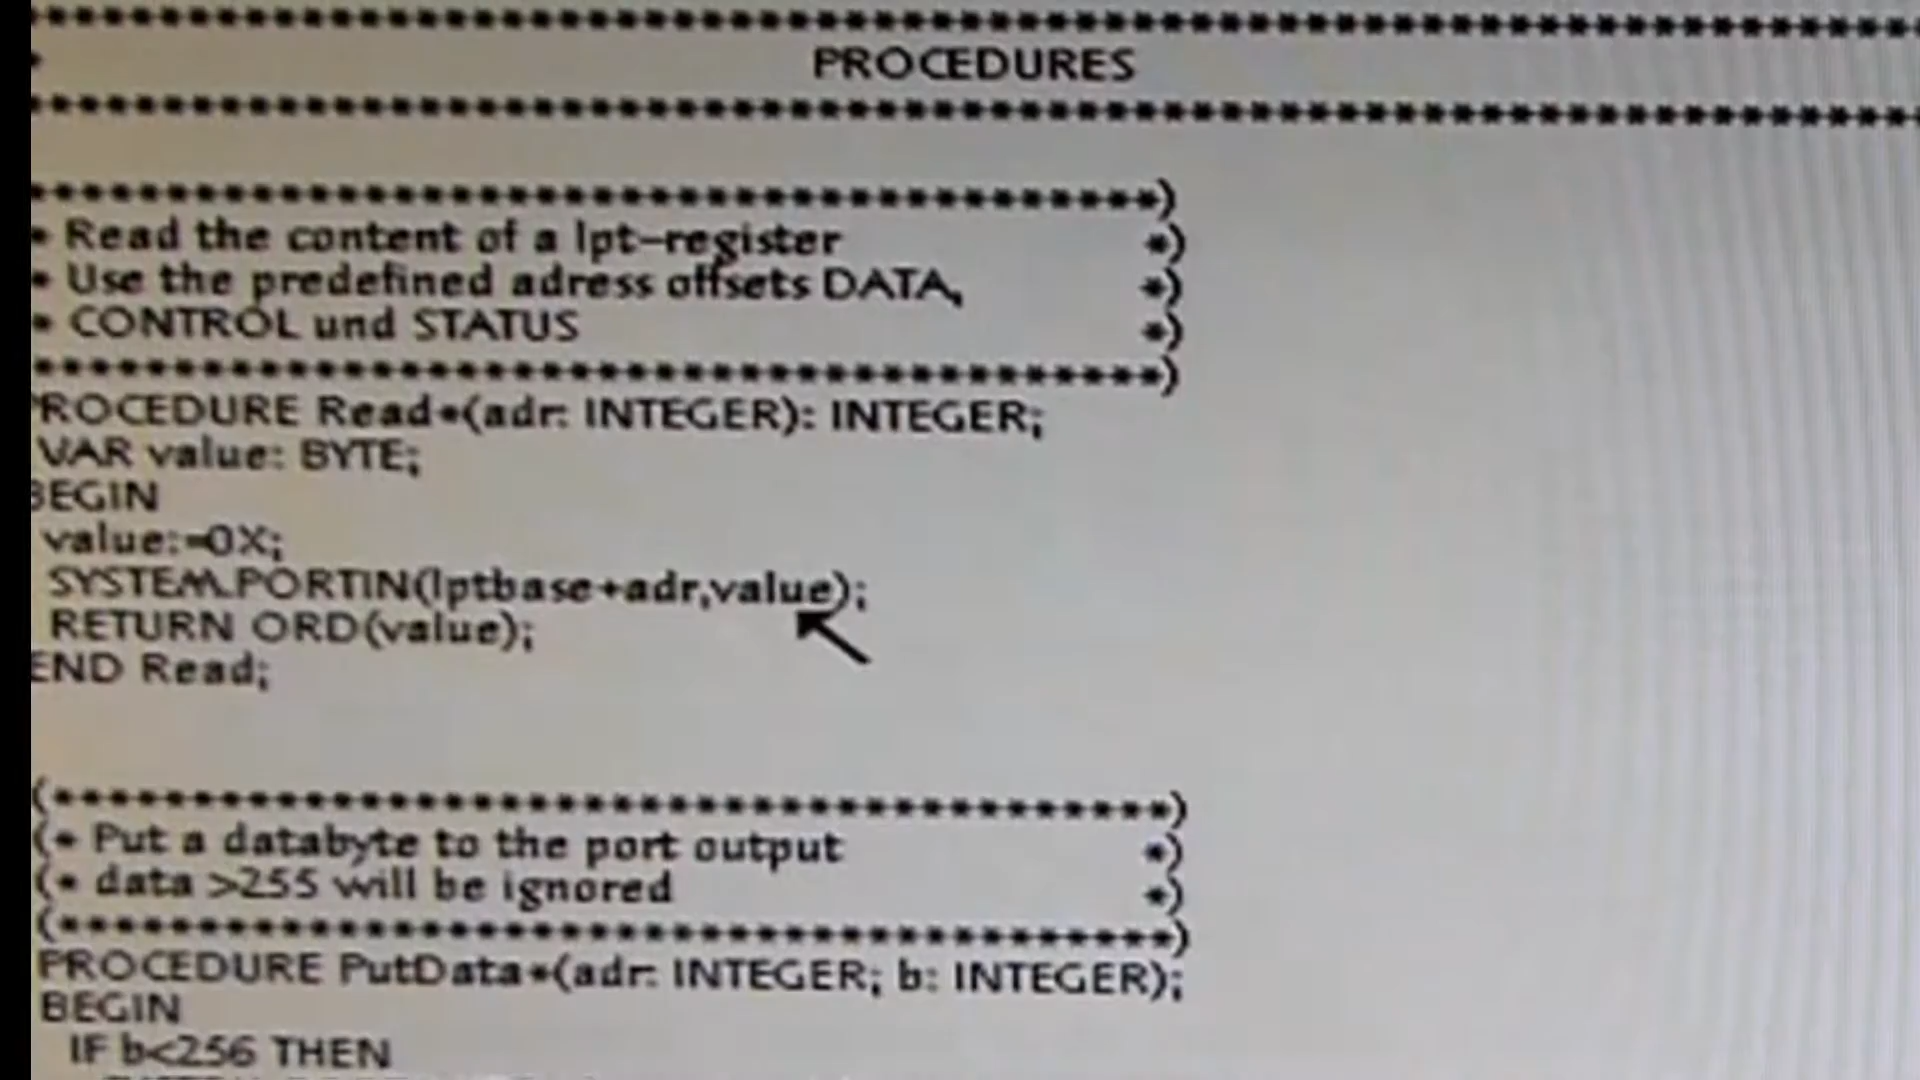 PROCEDURES
* Read the content of a lpt-register *)
* Use the predefined adress offsets DATA, *)
* CONTROL und STATUS *)
PROCEDURE Read*(adr: INTEGER): INTEGER;
VAR value: BYTE;
BEGIN
value:=0X;
SYSTEM.PORTIN(lptbase+adr,value);
RETURN ORD(value);
END Read;
(* Put a databyte to the port output *)
(* data >255 will be ignored *)
PROCEDURE PutData*(adr: INTEGER; b: INTEGER);
BEGIN
IF b<256 THEN